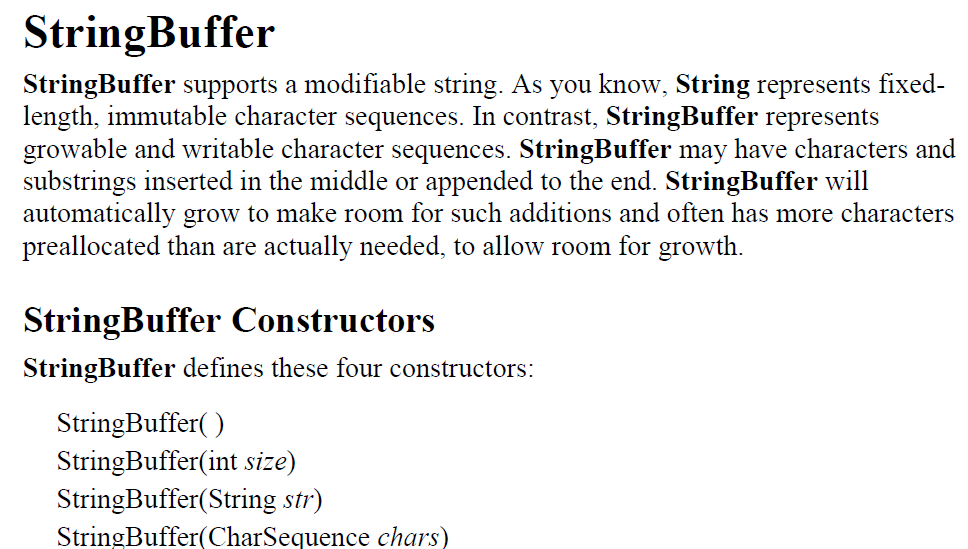 StringBuffer
StringBuffer supports a modifiable string. As you know, String represents fixed-
length, immutable character sequences. In contrast, StringBuffer represents
growable and writable character sequences. StringBuffer may have characters and
substrings inserted in the middle or appended to the end. StringBuffer will
automatically grow to make room for such additions and often has more characters
preallocated than are actually needed, to allow room for growth.
StringBuffer Constructors
StringBuffer defines these four constructors:
StringBuffer( )
StringBuffer(int size)
StringBuffer(String str)
StringBuffer(CharSequence chars)